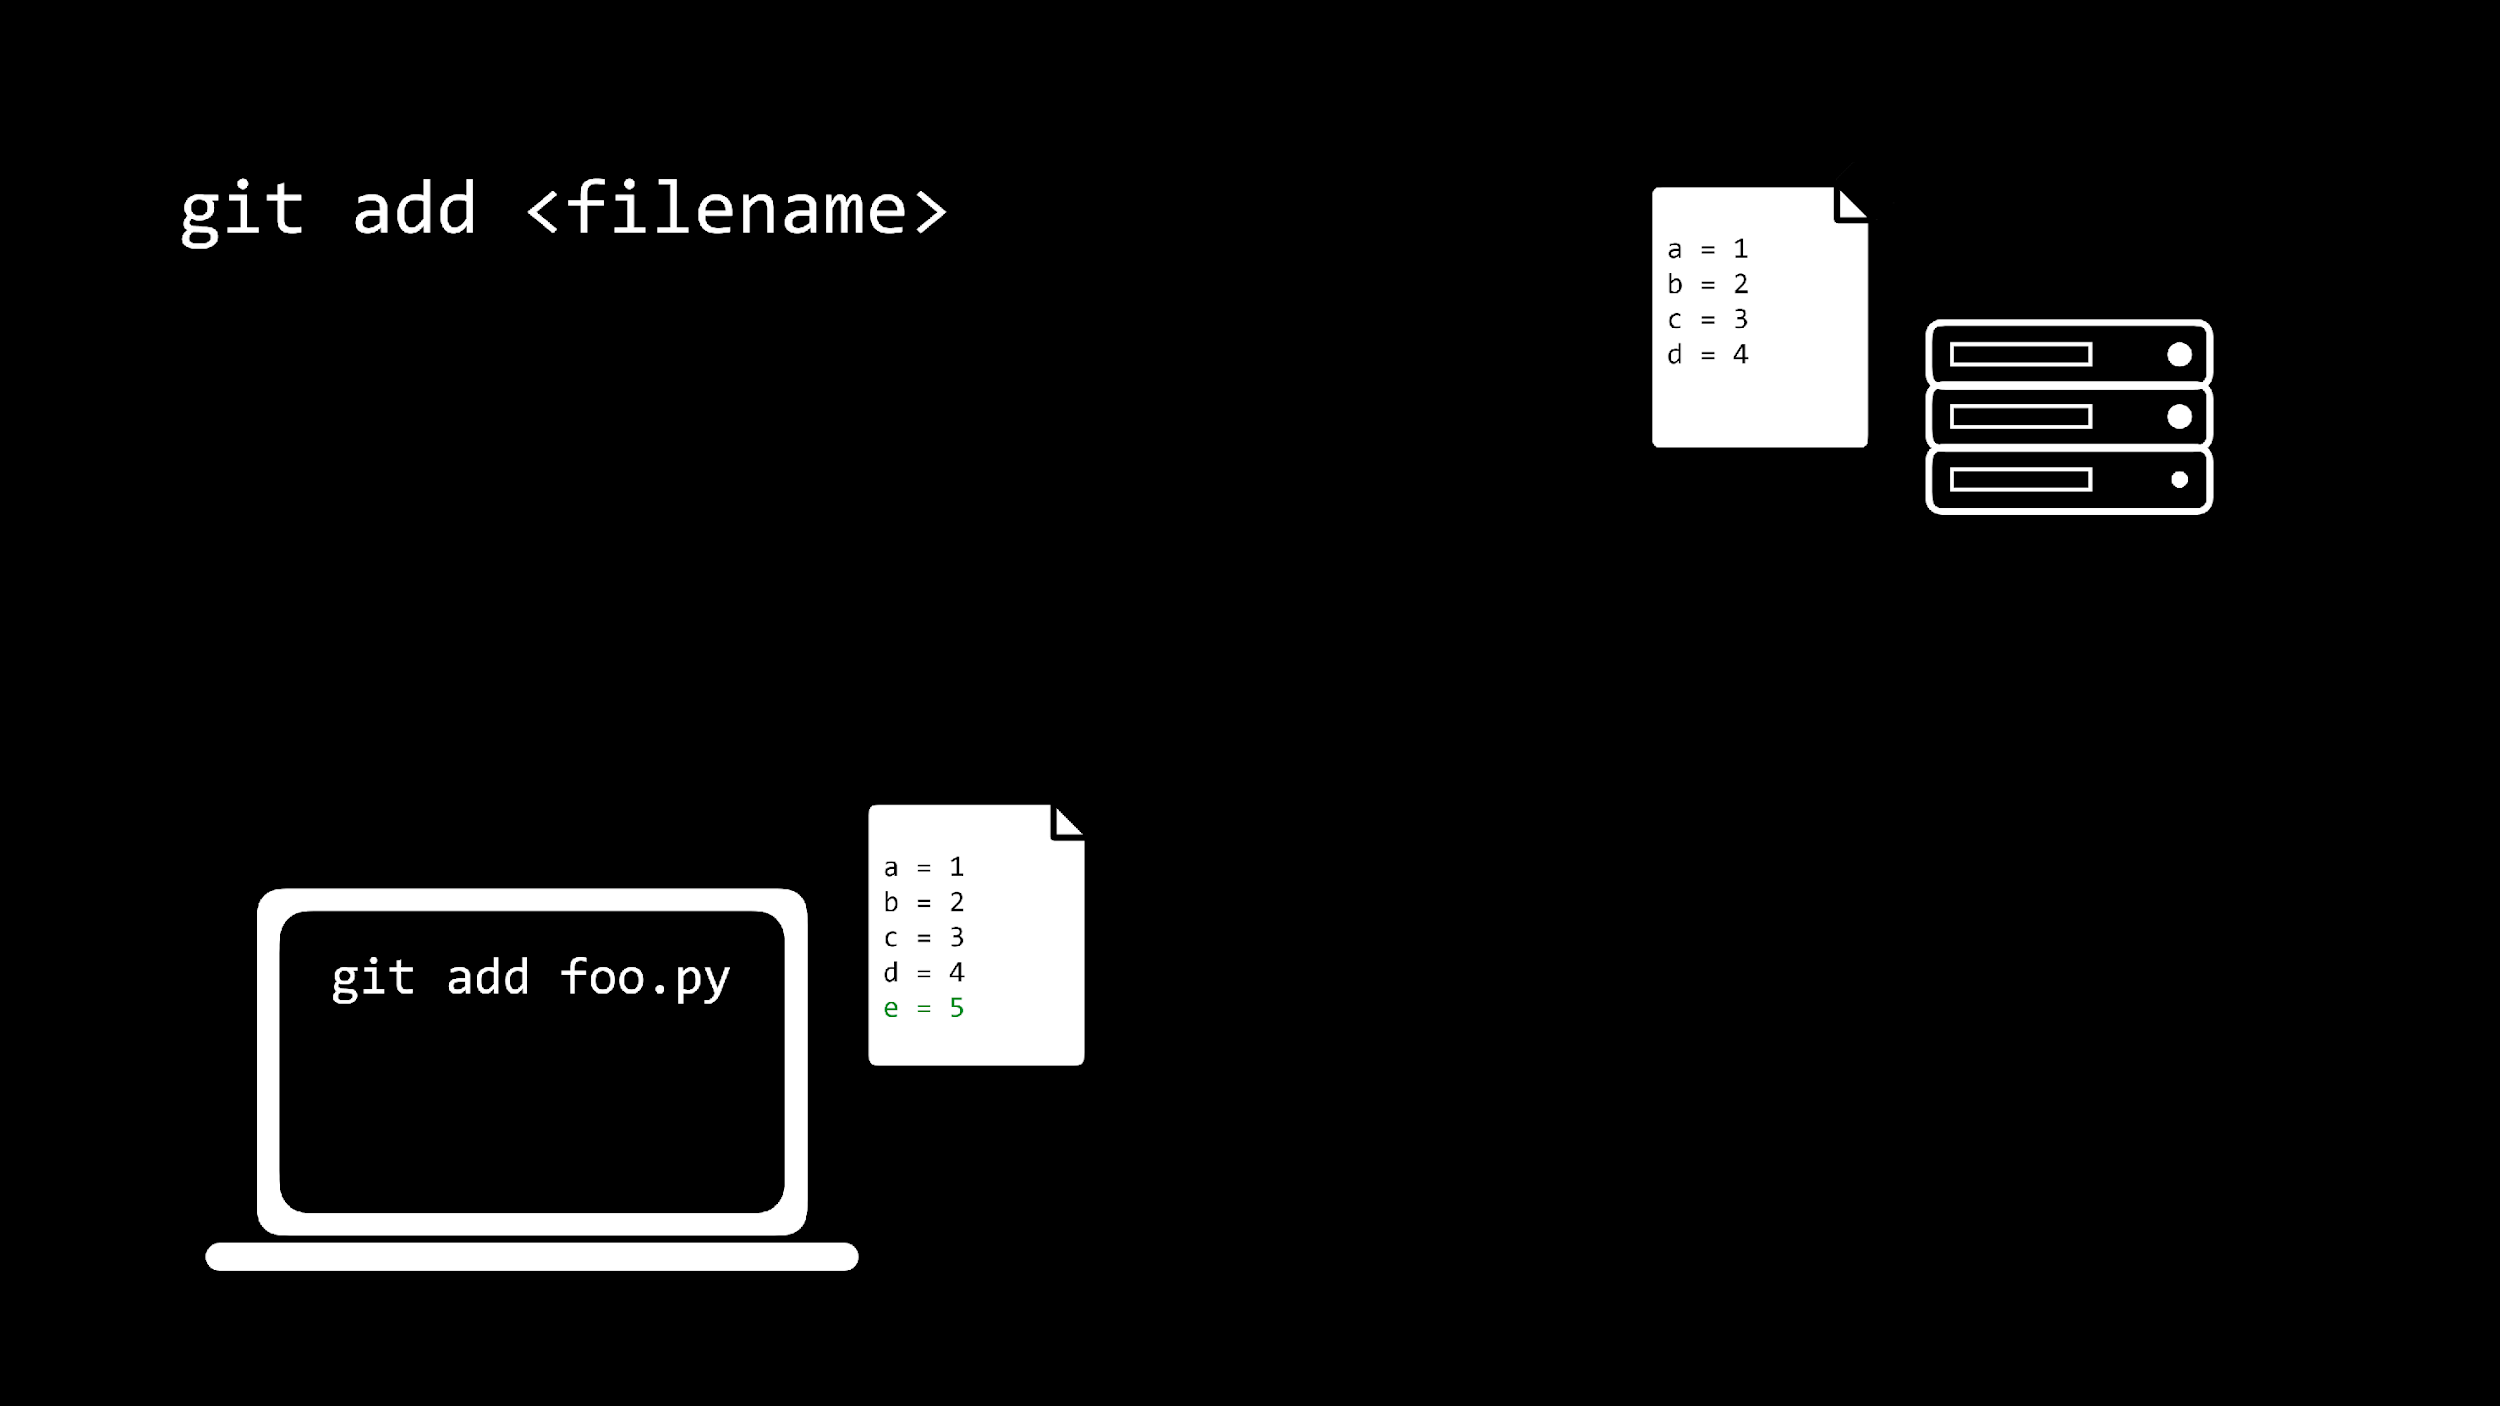 git add <filename>
a = 1
b = 2
c = 3
d = 4
git add foo.py
a = 1
b = 2
c = 3
d = 4
e = 5